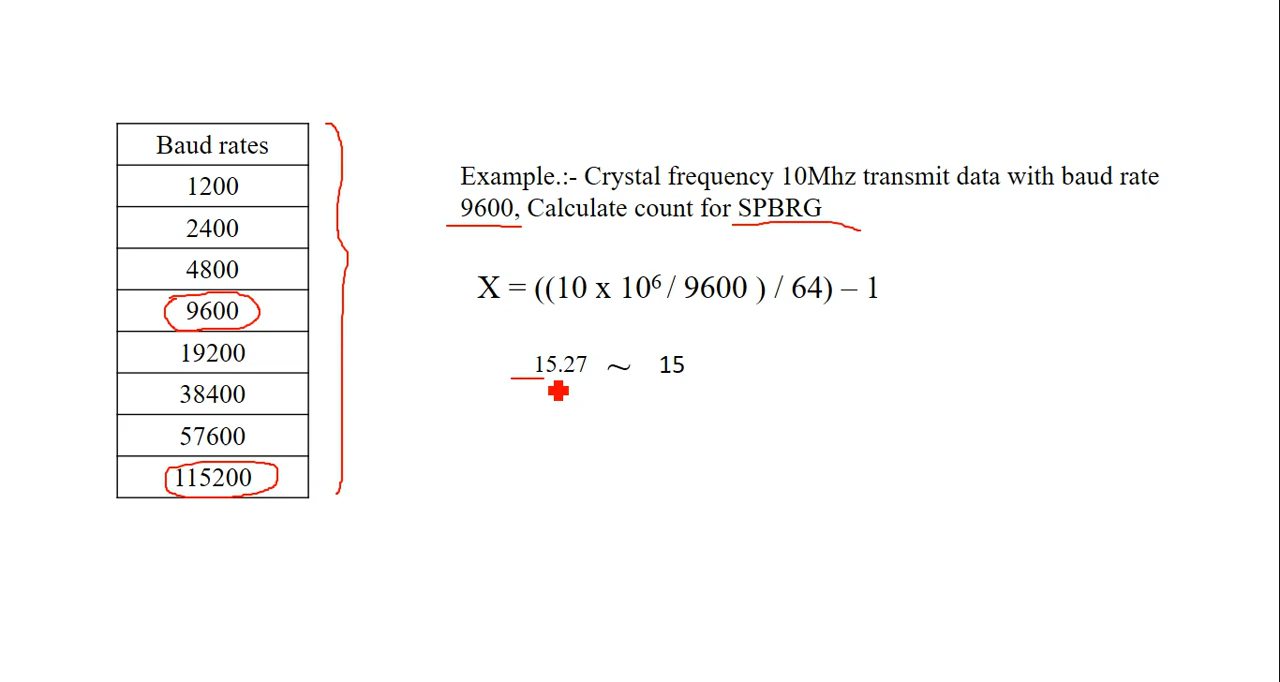 Baud rates
1200
2400
4800
9600
19200
38400
57600
115200
Example.:- Crystal frequency 10Mhz transmit data with baud rate
9600, Calculate count for SPBRG
X = ((10 x 10⁶ / 9600 ) / 64) – 1
15.27 ~ 15